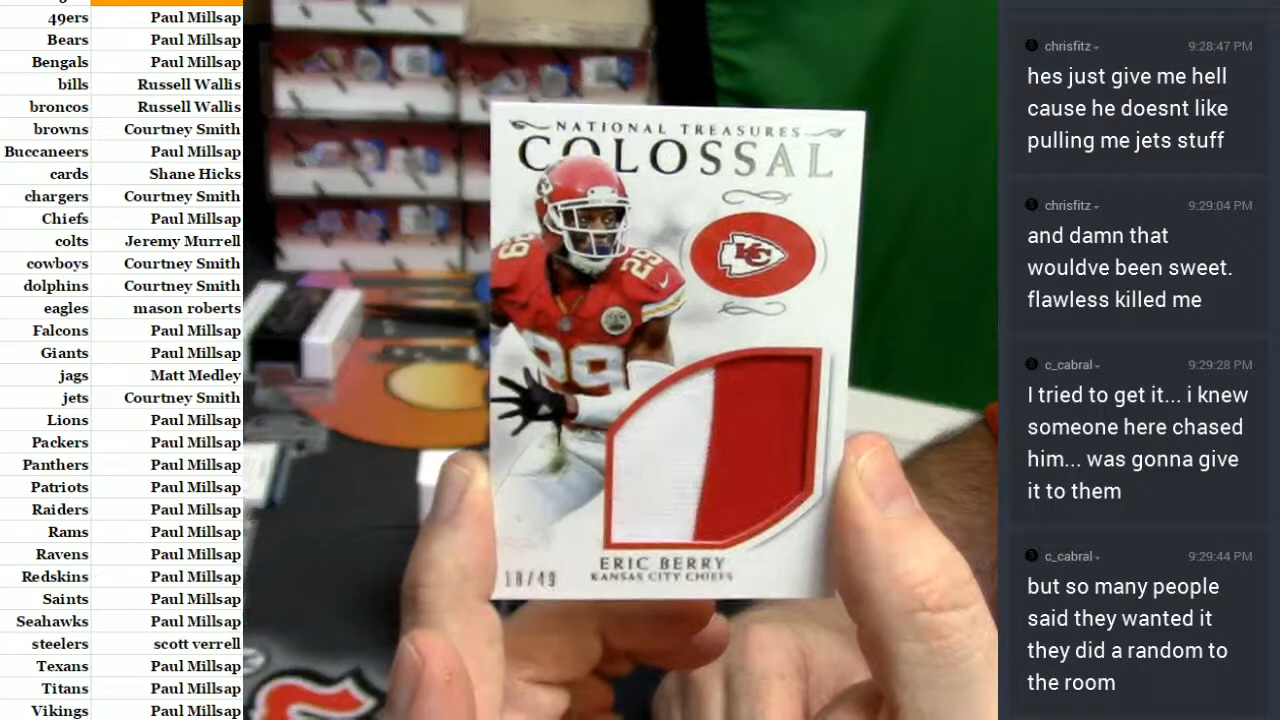 49ers Paul Millsap
Bears Paul Millsap
Bengals Paul Millsap
bills Russell Wallis
broncos Russell Wallis
browns Courtney Smith
Buccaneers Paul Millsap
cards Shane Hicks
chargers Courtney Smith
Chiefs Paul Millsap
colts Jeremy Murrell
cowboys Courtney Smith
dolphins Courtney Smith
eagles mason roberts
Falcons Paul Millsap
Giants Paul Millsap
jags Matt Medley
jets Courtney Smith
Lions Paul Millsap
Packers Paul Millsap
Panthers Paul Millsap
Patriots Paul Millsap
Raiders Paul Millsap
Rams Paul Millsap
Ravens Paul Millsap
Redskins Paul Millsap
Saints Paul Millsap
Seahawks Paul Millsap
steelers scott verrell
Texans Paul Millsap
Titans Paul Millsap
Vikings Paul Millsap
NATIONAL TREASURES
COLOSSAL
KC
29
29
29
ERIC BERRY
KANSAS CITY CHIEFS
18/49
chrisfitz 9:28:47 PM
hes just give me hell
cause he doesnt like
pulling me jets stuff
chrisfitz 9:29:04 PM
and damn that
wouldve been sweet.
flawless killed me
c_cabral 9:29:28 PM
I tried to get it... i knew
someone here chased
him... was gonna give
it to them
c_cabral 9:29:44 PM
but so many people
said they wanted it
they did a random to
the room